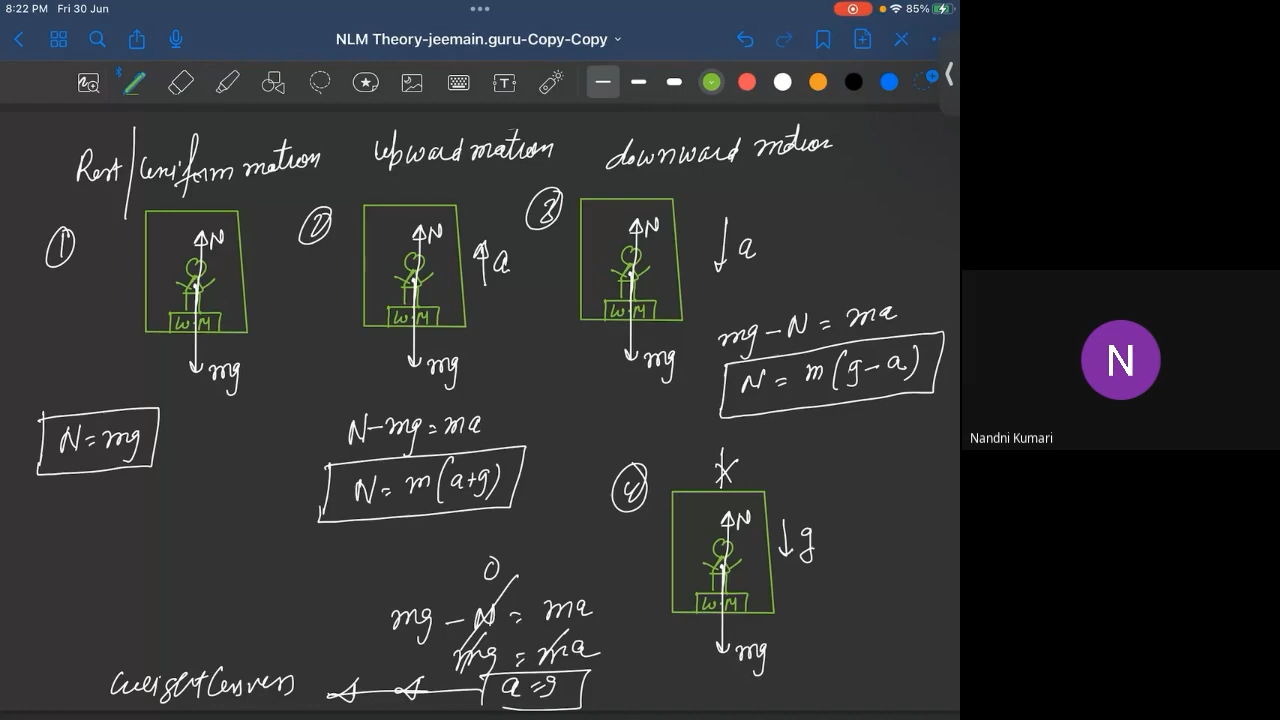 8:22 PM Fri 30 Jun
85%
NLM Theory-jeemain.guru-Copy-Copy
T
Rest/Uniform motion
Upward motion
downward motion
1
N
W.M
mg
N = mg
2
N
a
W.M
mg
N-mg = ma
N = m(a+g)
3
N
a
W.M
mg
mg - N = ma
N = m(g-a)
4
N
g
W.M
mg
0
mg - N = ma
mg = ma
a = g
N
Nandni Kumari